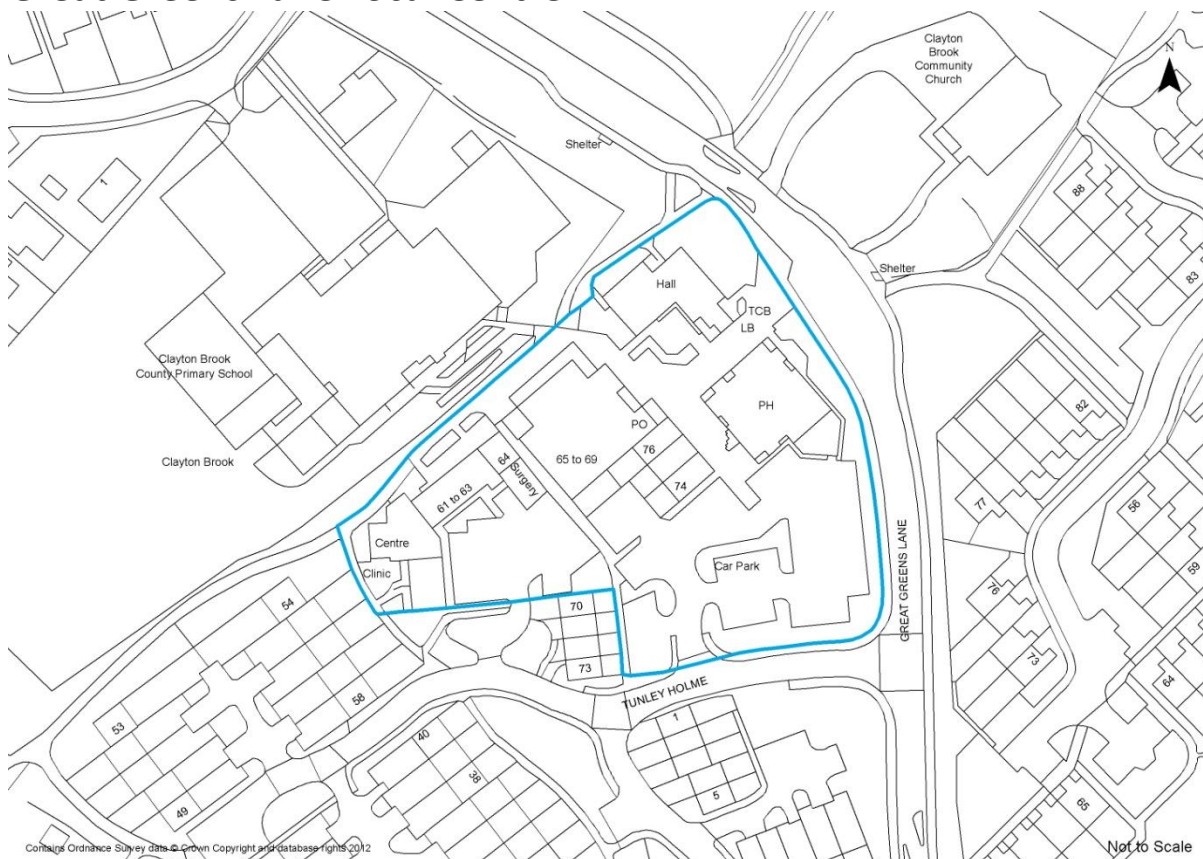 Clayton
Brook
Community
Church
N
Shelter
1
88
83
Shelter
Hall
TCB
LB
Clayton Brook
County Primary School
82
PH
PO
76
65 to 69
74
Clayton Brook
64
Surgery
61 to 63
77
56
Centre
Clinic
Car Park
59
GREAT GREENS LANE
54
76
70
73
73
64
58
TUNLEY HOLME
53
1
40
38
5
49
65
Contains Ordnance Survey data © Crown Copyright and database rights 2012
Not to Scale